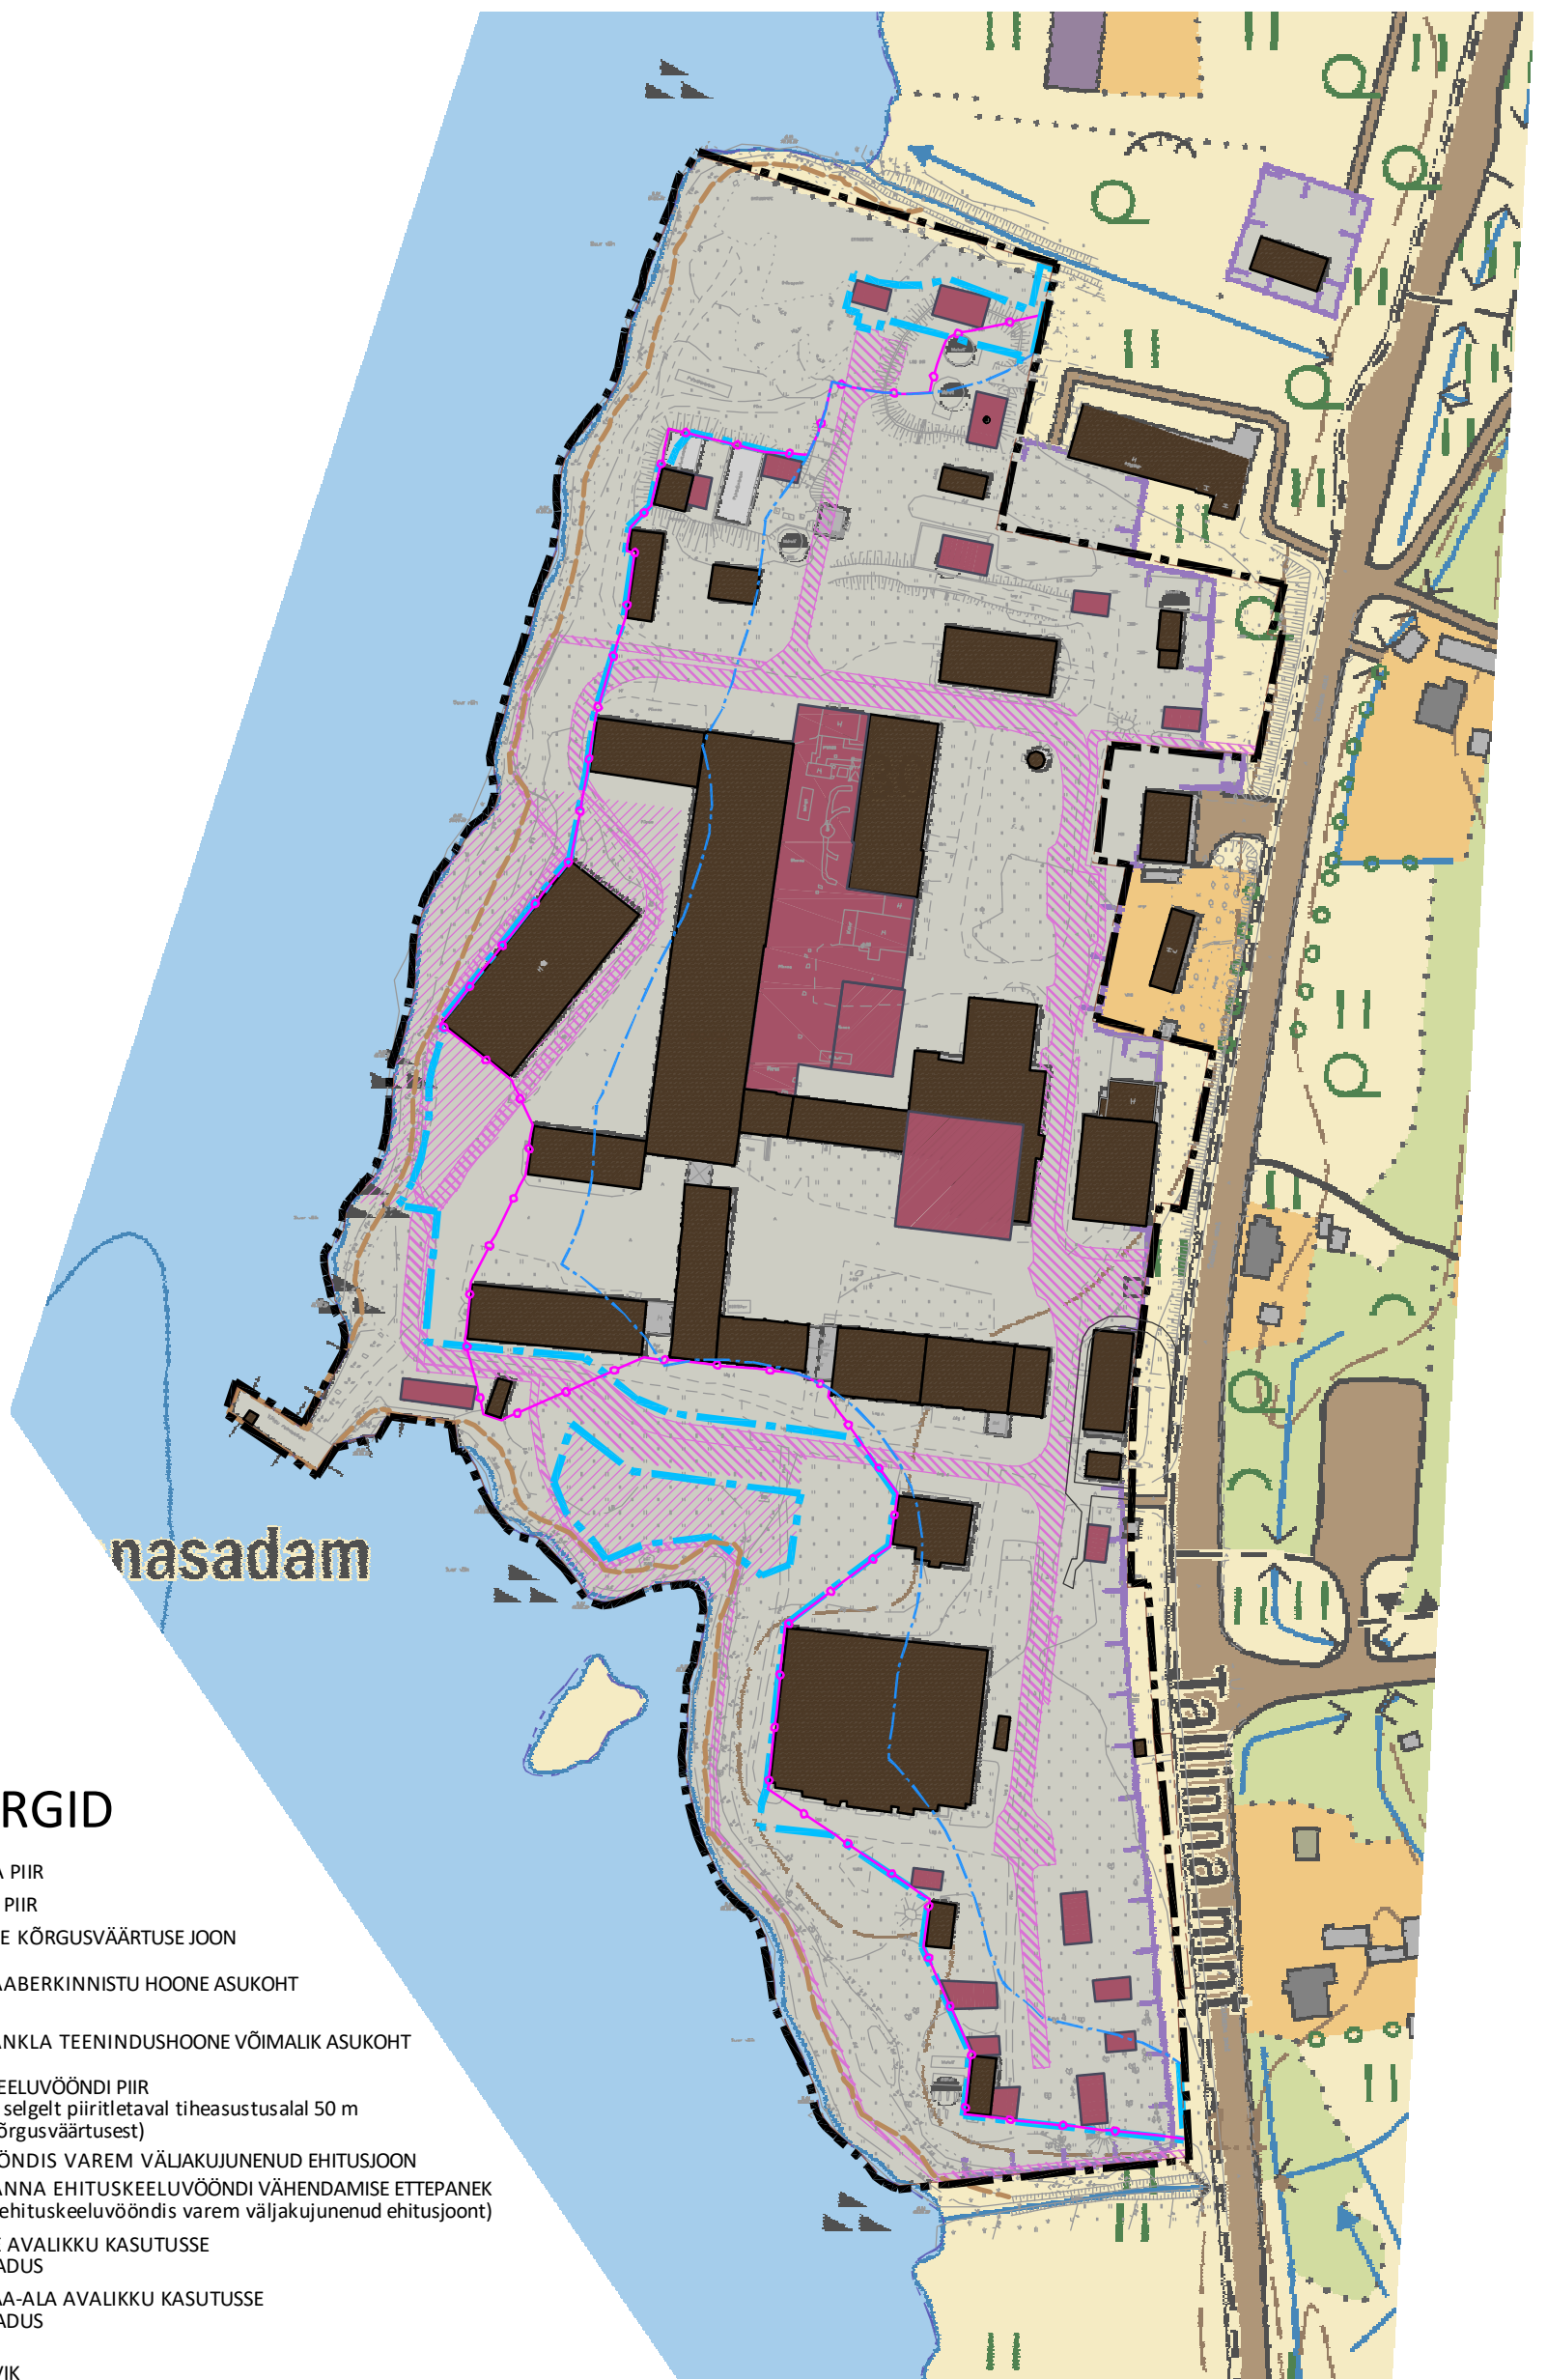 nasadam
Tallinna mnt
RGID
A PIIR
PIIR
E KÕRGUSVÄÄRTUSE JOON
AABERKINNISTU HOONE ASUKOHT
ANKLA TEENINDUSHOONE VÕIMALIK ASUKOHT
EELUVÖÖNDI PIIR
selgelt piiritletaval tiheasustusalal 50 m
õrgusväärtusest)
ÖNDIS VAREM VÄLJAKUJUNENUD EHITUSJOON
ANNA EHITUSKEELUVÖÖNDI VÄHENDAMISE ETTEPANEK
ehituskeeluvööndis varem väljakujunenud ehitusjoont)
E AVALIKKU KASUTUSSE
ADUS
AA-ALA AVALIKKU KASUTUSSE
ADUS
VIK